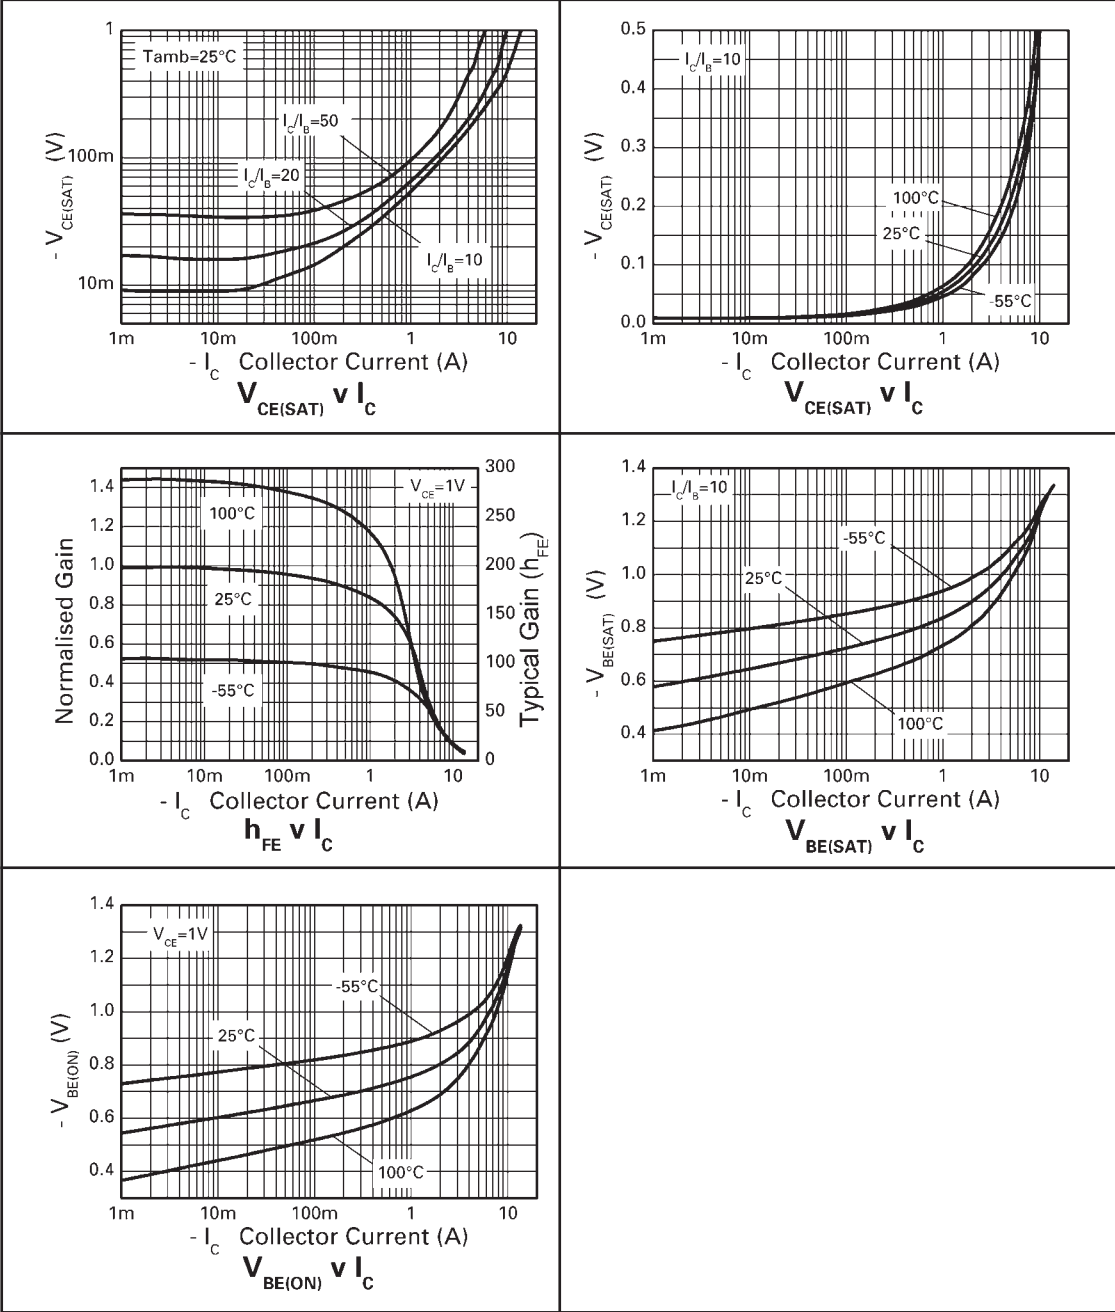 1
100m
10m
- V_CE(SAT) (V)
Tamb=25°C
I_C/I_B=50
I_C/I_B=20
I_C/I_B=10
1m 10m 100m 1 10
- I_C Collector Current (A)
V_CE(SAT) v I_C
0.5
0.4
0.3
0.2
0.1
0.0
- V_CE(SAT) (V)
I_C/I_B=10
100°C
25°C
-55°C
1m 10m 100m 1 10
- I_C Collector Current (A)
V_CE(SAT) v I_C
1.4
1.2
1.0
0.8
0.6
0.4
0.2
0.0
Normalised Gain
V_CE=1V
100°C
25°C
-55°C
300
250
200
150
100
50
0
Typical Gain (h_FE)
1m 10m 100m 1 10
- I_C Collector Current (A)
h_FE v I_C
1.4
1.2
1.0
0.8
0.6
0.4
- V_BE(SAT) (V)
I_C/I_B=10
-55°C
25°C
100°C
1m 10m 100m 1 10
- I_C Collector Current (A)
V_BE(SAT) v I_C
1.4
1.2
1.0
0.8
0.6
0.4
- V_BE(ON) (V)
V_CE=1V
-55°C
25°C
100°C
1m 10m 100m 1 10
- I_C Collector Current (A)
V_BE(ON) v I_C